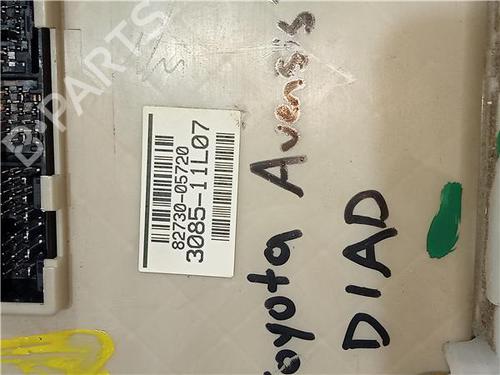 B-PARTS
82730-05720
3085-11L07
Toyota Avensis
DIAD